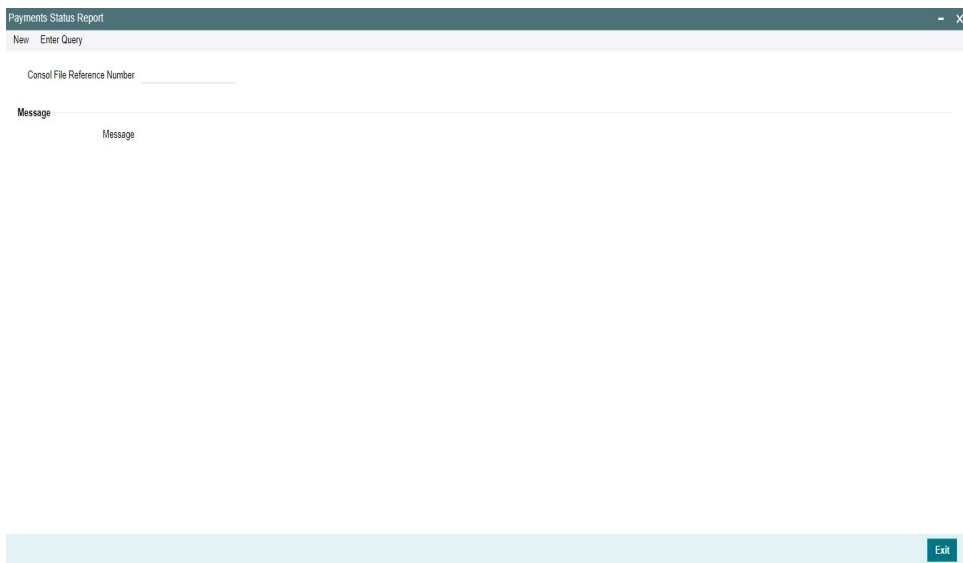 Payments Status Report
New Enter Query
Consol File Reference Number
Message
Message
Exit